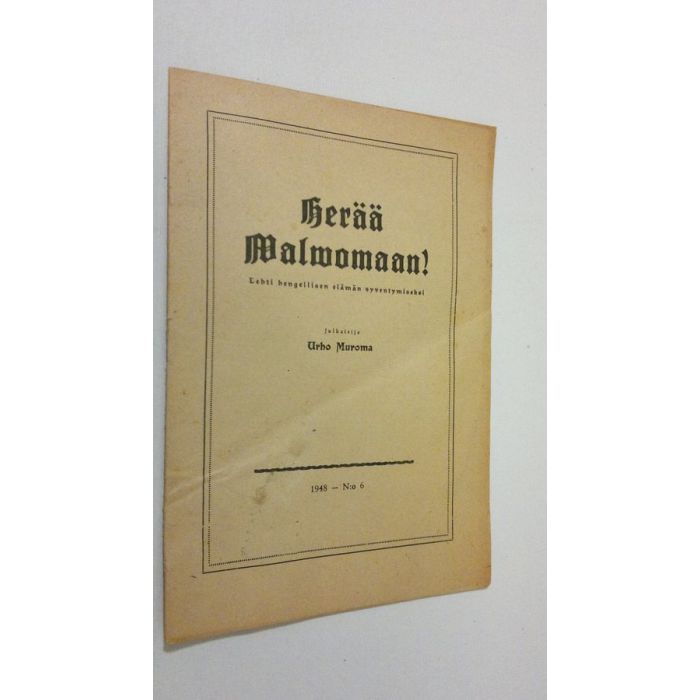 Herää
Walwomaan!
Lehti hengellisen elämän syventymiseksi
Julkaisija
Urho Muroma
1948 — N:o 6